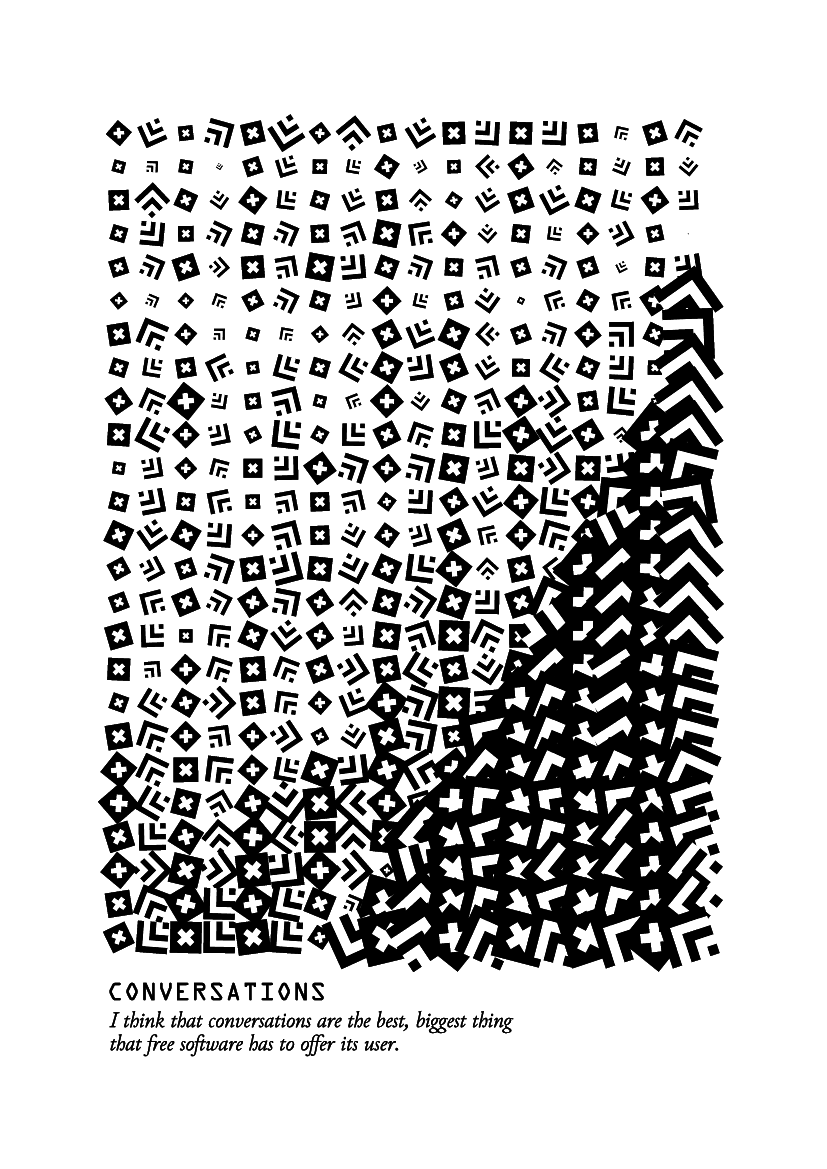 CONVERSATIONS
I think that conversations are the best, biggest thing
that free software has to offer its user.